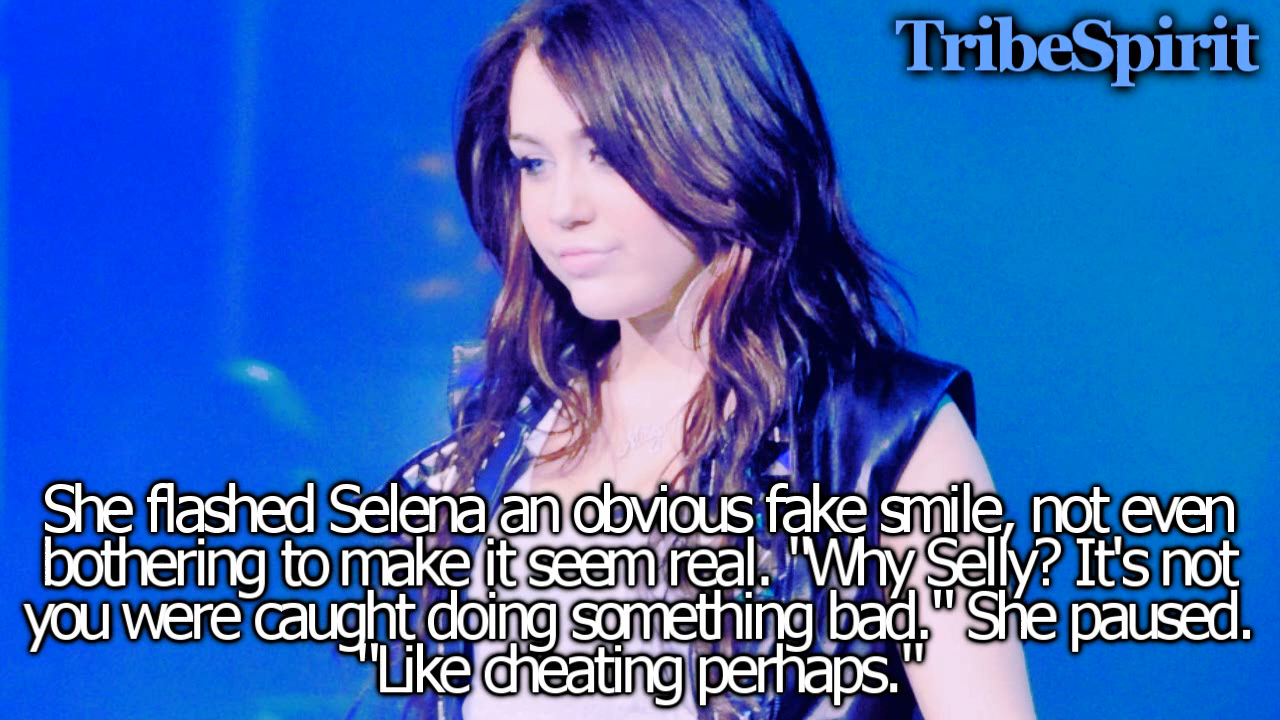 TribeSpirit
She flashed Selena an obvious fake smile, not even
bothering to make it seem real. "Why Selly? It's not
you were caught doing something bad." She paused.
"Like cheating perhaps."